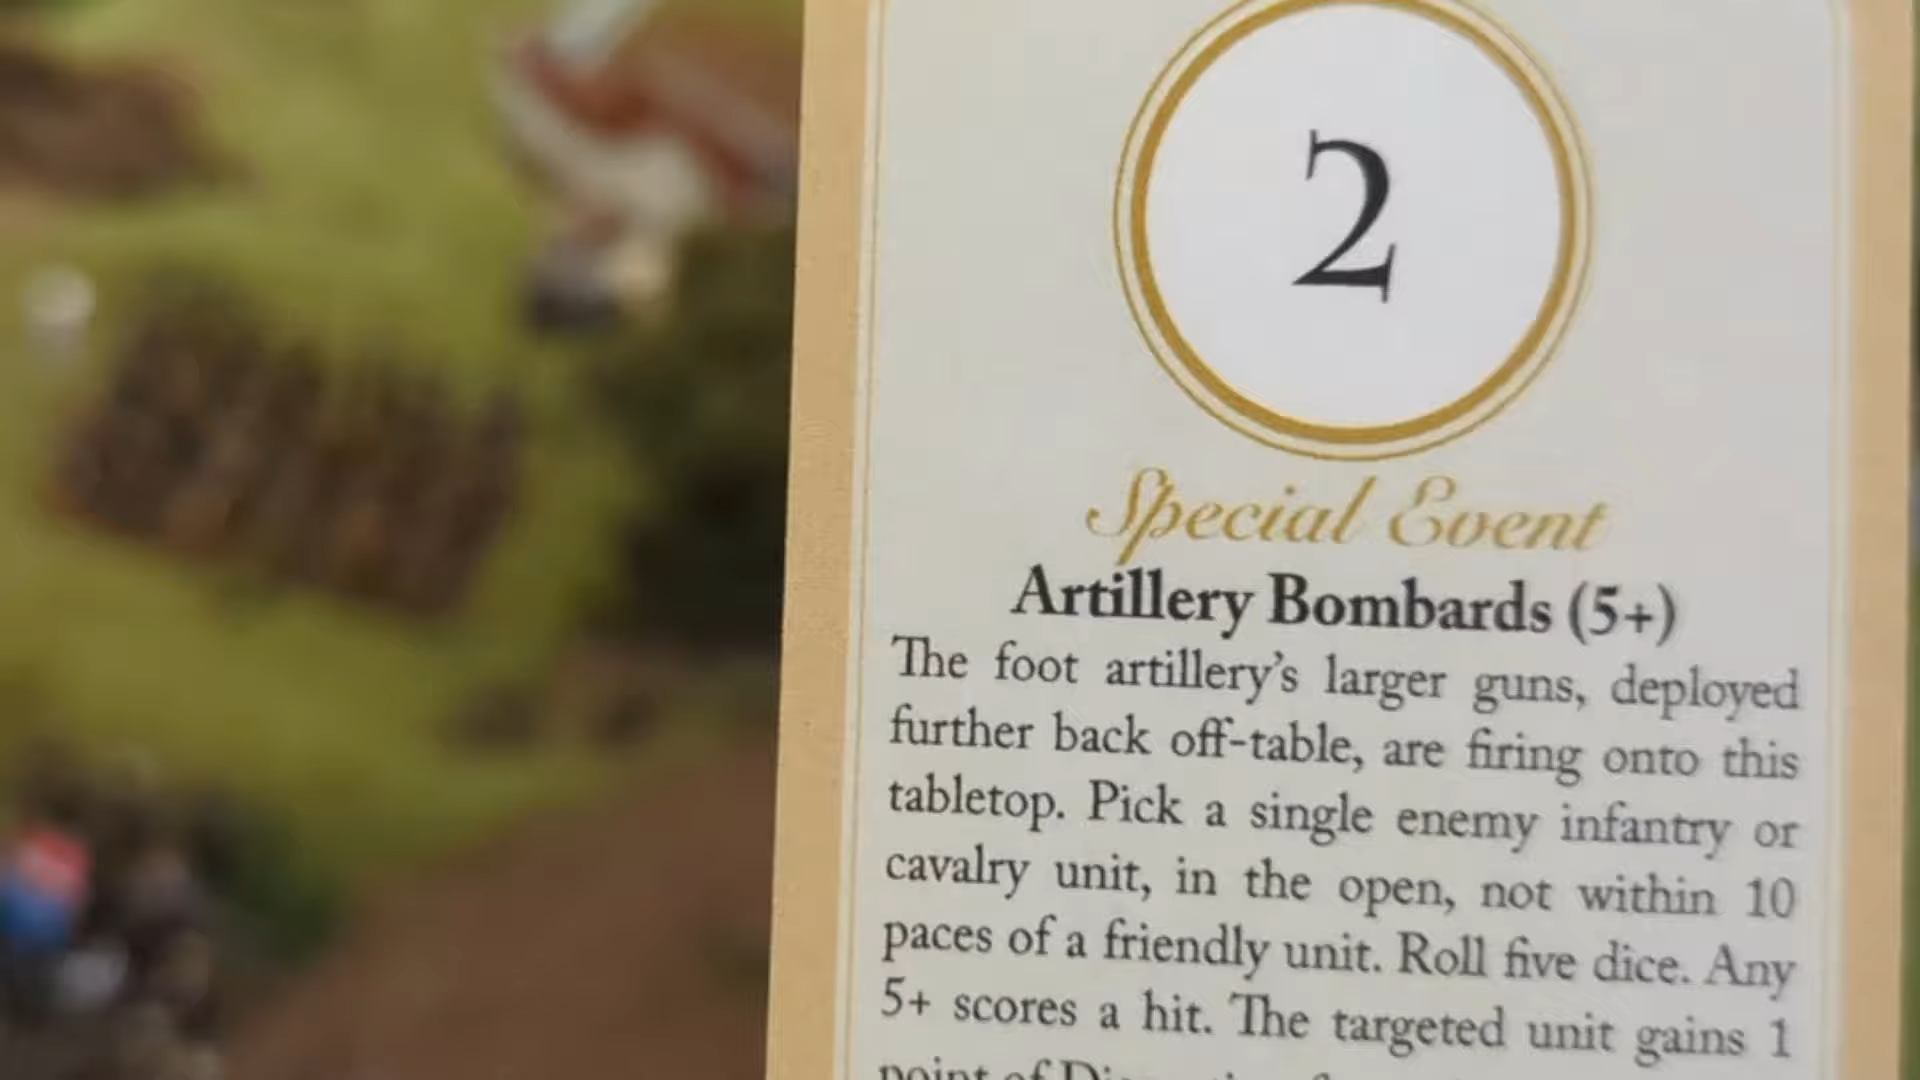 2
Special Event
Artillery Bombards (5+)
The foot artillery’s larger guns, deployed
further back off-table, are firing onto this
tabletop. Pick a single enemy infantry or
cavalry unit, in the open, not within 10
paces of a friendly unit. Roll five dice. Any
5+ scores a hit. The targeted unit gains 1
point of